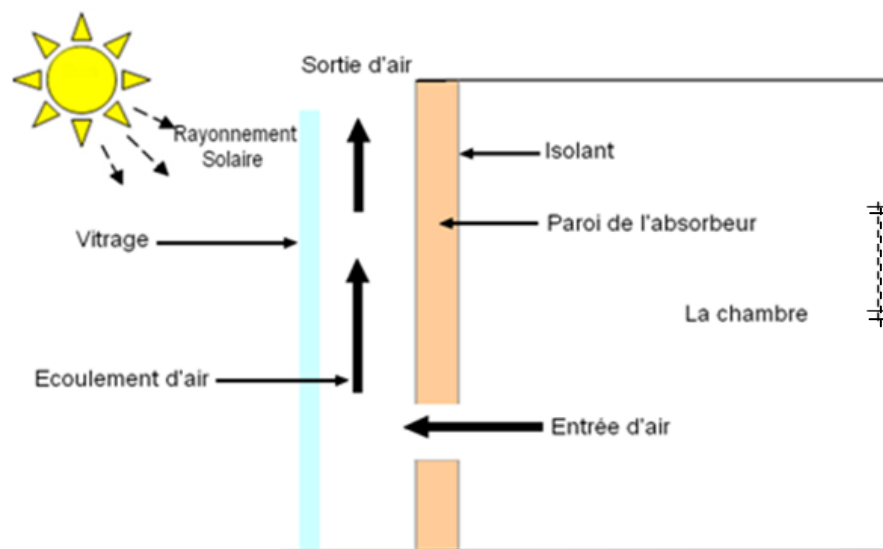 Sortie d'air
Rayonnement
Solaire
Isolant
Vitrage
Paroi de l'absorbeur
La chambre
Ecoulement d'air
Entrée d'air